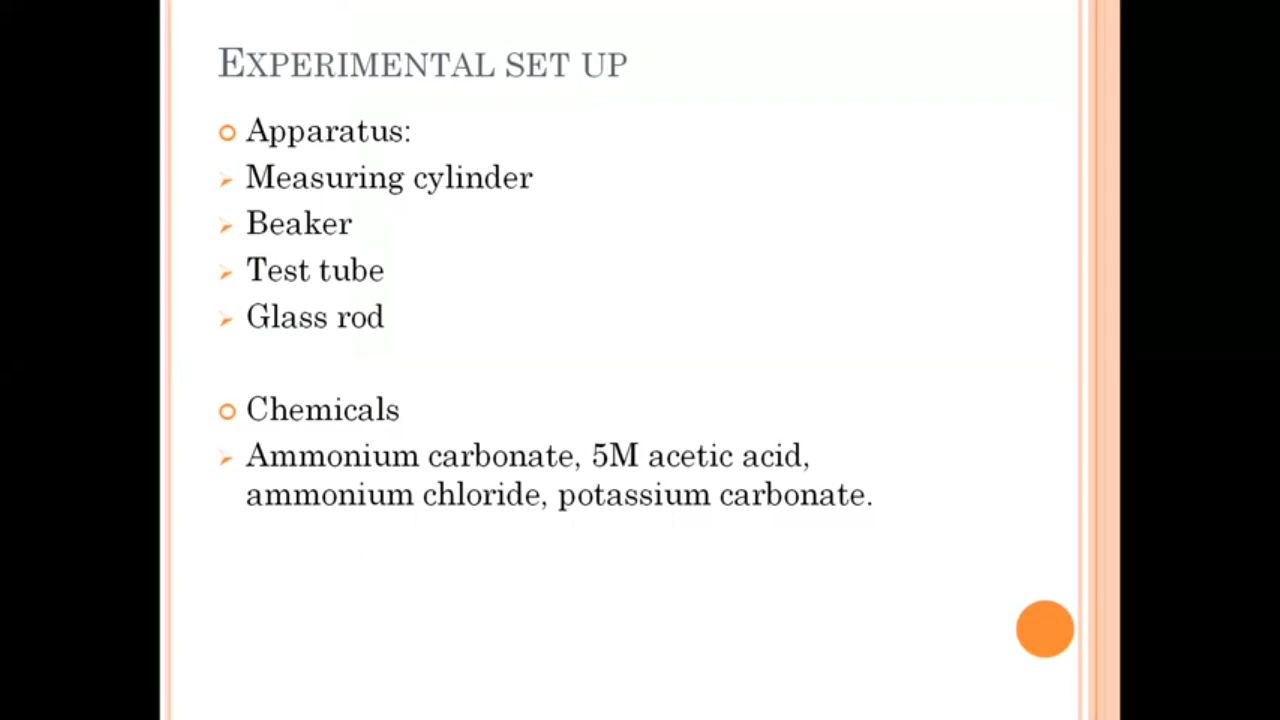 EXPERIMENTAL SET UP
Apparatus:
Measuring cylinder
Beaker
Test tube
Glass rod
Chemicals
Ammonium carbonate, 5M acetic acid,
ammonium chloride, potassium carbonate.